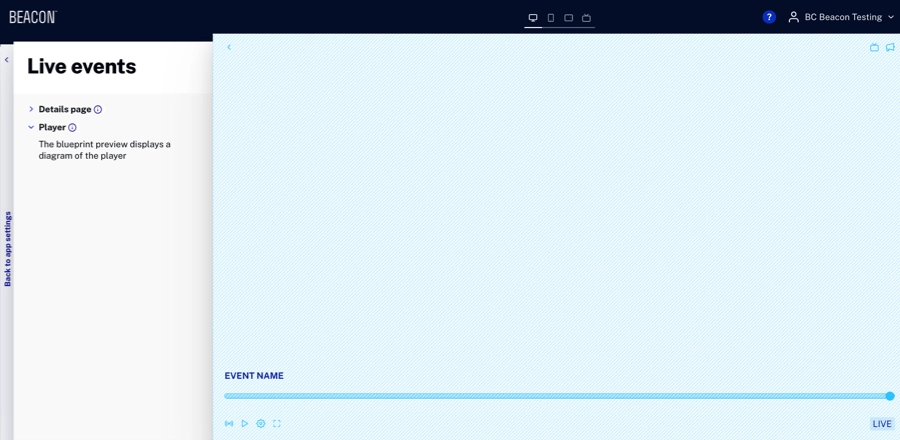 BEACON
?
BC Beacon Testing
Live events
Details page
Player
The blueprint preview displays a
diagram of the player
Back to app settings
EVENT NAME
LIVE